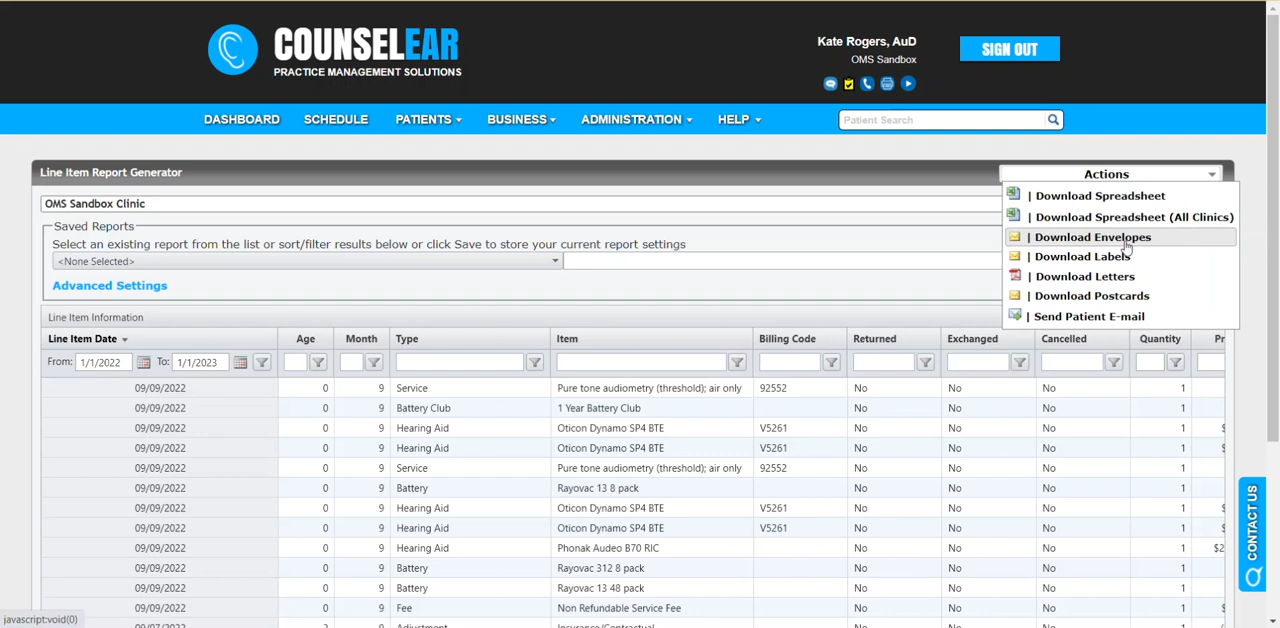 COUNSELEAR
PRACTICE MANAGEMENT SOLUTIONS
Kate Rogers, AuD
OMS Sandbox
SIGN OUT
DASHBOARD SCHEDULE PATIENTS BUSINESS ADMINISTRATION HELP
Patient Search
Line Item Report Generator
Actions
OMS Sandbox Clinic
Saved Reports
Select an existing report from the list or sort/filter results below or click Save to store your current report settings
<None Selected>
Advanced Settings
| Download Spreadsheet
| Download Spreadsheet (All Clinics)
| Download Envelopes
| Download Labels
| Download Letters
| Download Postcards
| Send Patient E-mail
Line Item Information
Line Item Date Age Month Type Item Billing Code Returned Exchanged Cancelled Quantity Pr
From: 1/1/2022 To: 1/1/2023
09/09/2022 0 9 Service Pure tone audiometry (threshold); air only 92552 No No No 1
09/09/2022 0 9 Battery Club 1 Year Battery Club No No No 1
09/09/2022 0 9 Hearing Aid Oticon Dynamo SP4 BTE V5261 No No No 1 $
09/09/2022 0 9 Hearing Aid Oticon Dynamo SP4 BTE V5261 No No No 1 $
09/09/2022 0 9 Service Pure tone audiometry (threshold); air only 92552 No No No 1
09/09/2022 0 9 Battery Rayovac 13 8 pack No No No 1
09/09/2022 0 9 Hearing Aid Oticon Dynamo SP4 BTE V5261 No No No 1 $
09/09/2022 0 9 Hearing Aid Oticon Dynamo SP4 BTE V5261 No No No 1 $
09/09/2022 0 9 Hearing Aid Phonak Audeo B70 RIC No No No 1 $2
09/09/2022 0 9 Battery Rayovac 312 8 pack No No No 1
09/09/2022 0 9 Battery Rayovac 13 48 pack No No No 1
09/09/2022 0 9 Fee Non Refundable Service Fee No No No 1
09/07/2022 Adjustment Insurance/Contractual
CONTACT US
javascript:void(0)